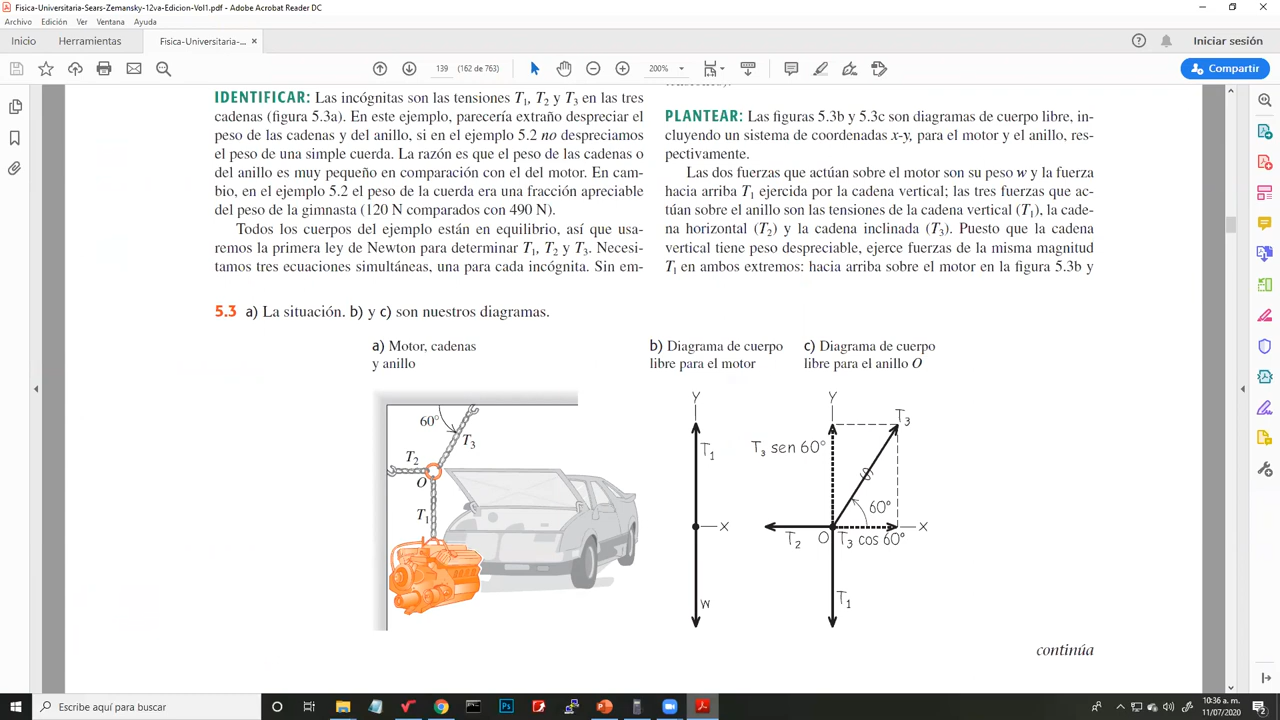 Fisica-Universitaria-Sears-Zemansky-12va-Edicion-Vol1.pdf - Adobe Acrobat Reader DC
Archivo Edición Ver Ventana Ayuda
Inicio Herramientas Fisica-Universitaria-... × Iniciar sesión
139 (162 de 763) 200% Compartir
IDENTIFICAR: Las incógnitas son las tensiones T1, T2 y T3 en las tres
cadenas (figura 5.3a). En este ejemplo, parecería extraño despreciar el
peso de las cadenas y del anillo, si en el ejemplo 5.2 no despreciamos
el peso de una simple cuerda. La razón es que el peso de las cadenas o
del anillo es muy pequeño en comparación con el del motor. En cam-
bio, en el ejemplo 5.2 el peso de la cuerda era una fracción apreciable
del peso de la gimnasta (120 N comparados con 490 N).
Todos los cuerpos del ejemplo están en equilibrio, así que usa-
remos la primera ley de Newton para determinar T1, T2 y T3. Necesi-
tamos tres ecuaciones simultáneas, una para cada incógnita. Sin em-
PLANTEAR: Las figuras 5.3b y 5.3c son diagramas de cuerpo libre, in-
cluyendo un sistema de coordenadas x-y, para el motor y el anillo, res-
pectivamente.
Las dos fuerzas que actúan sobre el motor son su peso w y la fuerza
hacia arriba T1 ejercido por la cadena vertical; las tres fuerzas que ac-
túan sobre el anillo son las tensiones de la cadena vertical (T1), la cade-
na horizontal (T2) y la cadena inclinada (T3). Puesto que la cadena
vertical tiene peso despreciable, ejerce fuerzas de la misma magnitud
T1 en ambos extremos: hacia arriba sobre el motor en la figura 5.3b y
5.3 a) La situación. b) y c) son nuestros diagramas.
a) Motor, cadenas
y anillo
60°
T3
T2
O
T1
b) Diagrama de cuerpo
libre para el motor
Y
T1
X
W
c) Diagrama de cuerpo
libre para el anillo O
Y
T3
T3 sen 60°
60°
X
T2 O T3 cos 60°
T1
continúa
Escribe aquí para buscar
10:36 a. m.
11/07/2020
2